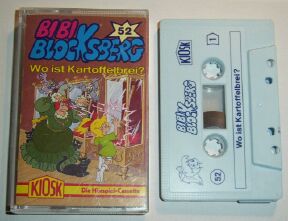 BIBI
BLOCKSBERG
52
Wo ist Kartoffelbrei?
KIOSK
Die Hörspiel-Cassette
KIOSK
1
BIBI
BLOCKSBERG
Wo ist Kartoffelbrei?
52